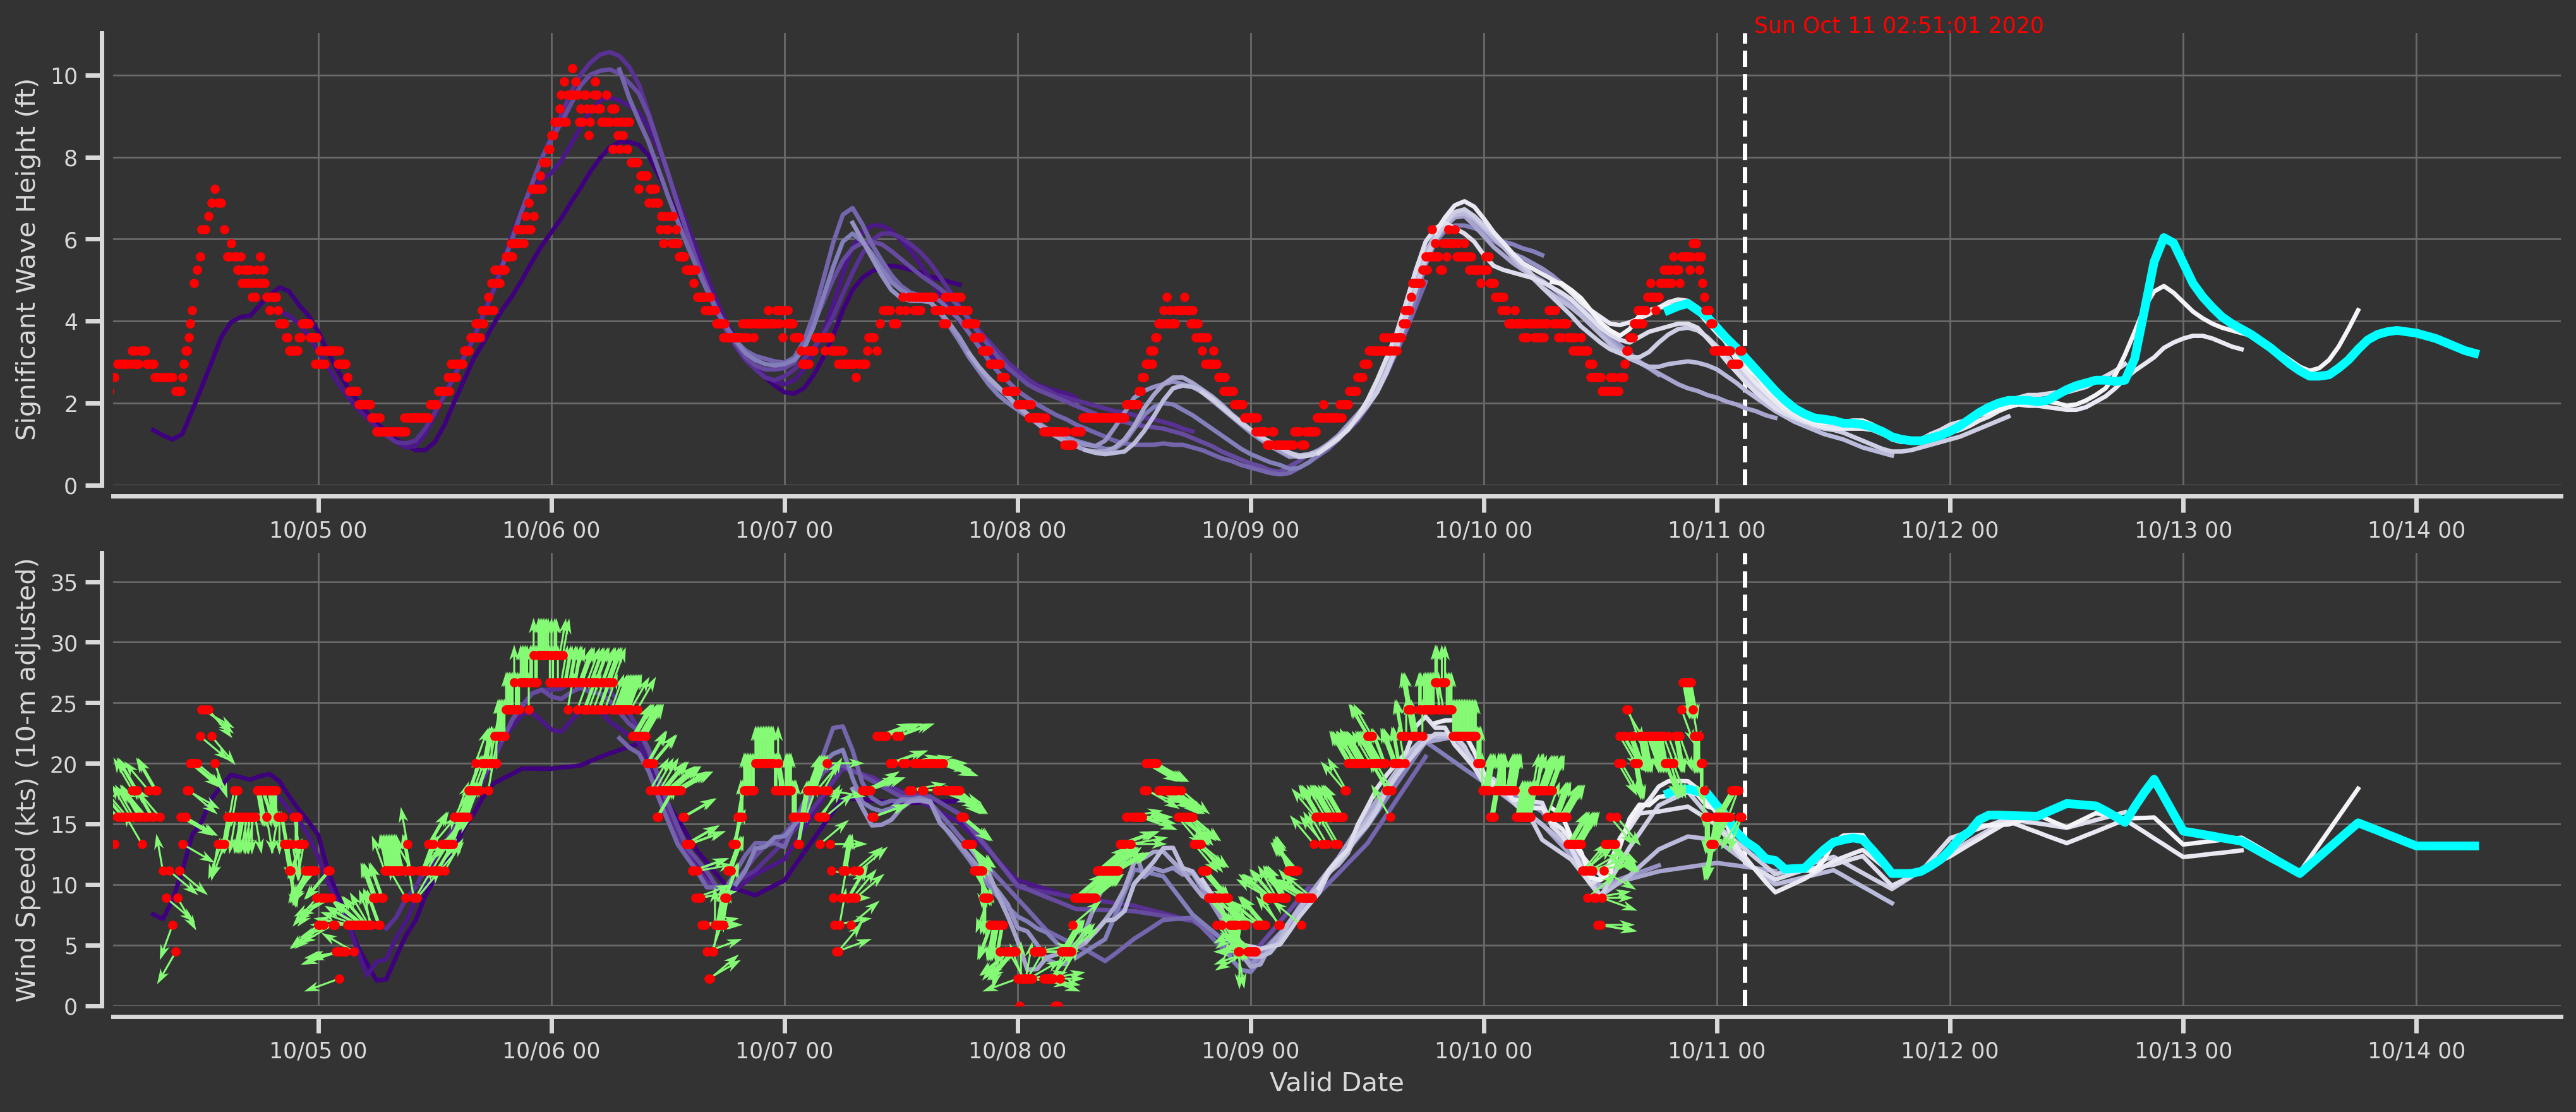 Sun Oct 11 02:51:01 2020
Significant Wave Height (ft)
10
8
6
4
2
0
10/05 00 10/06 00 10/07 00 10/08 00 10/09 00 10/10 00 10/11 00 10/12 00 10/13 00 10/14 00
Wind Speed (kts) (10-m adjusted)
35
30
25
20
15
10
5
0
10/05 00 10/06 00 10/07 00 10/08 00 10/09 00 10/10 00 10/11 00 10/12 00 10/13 00 10/14 00
Valid Date